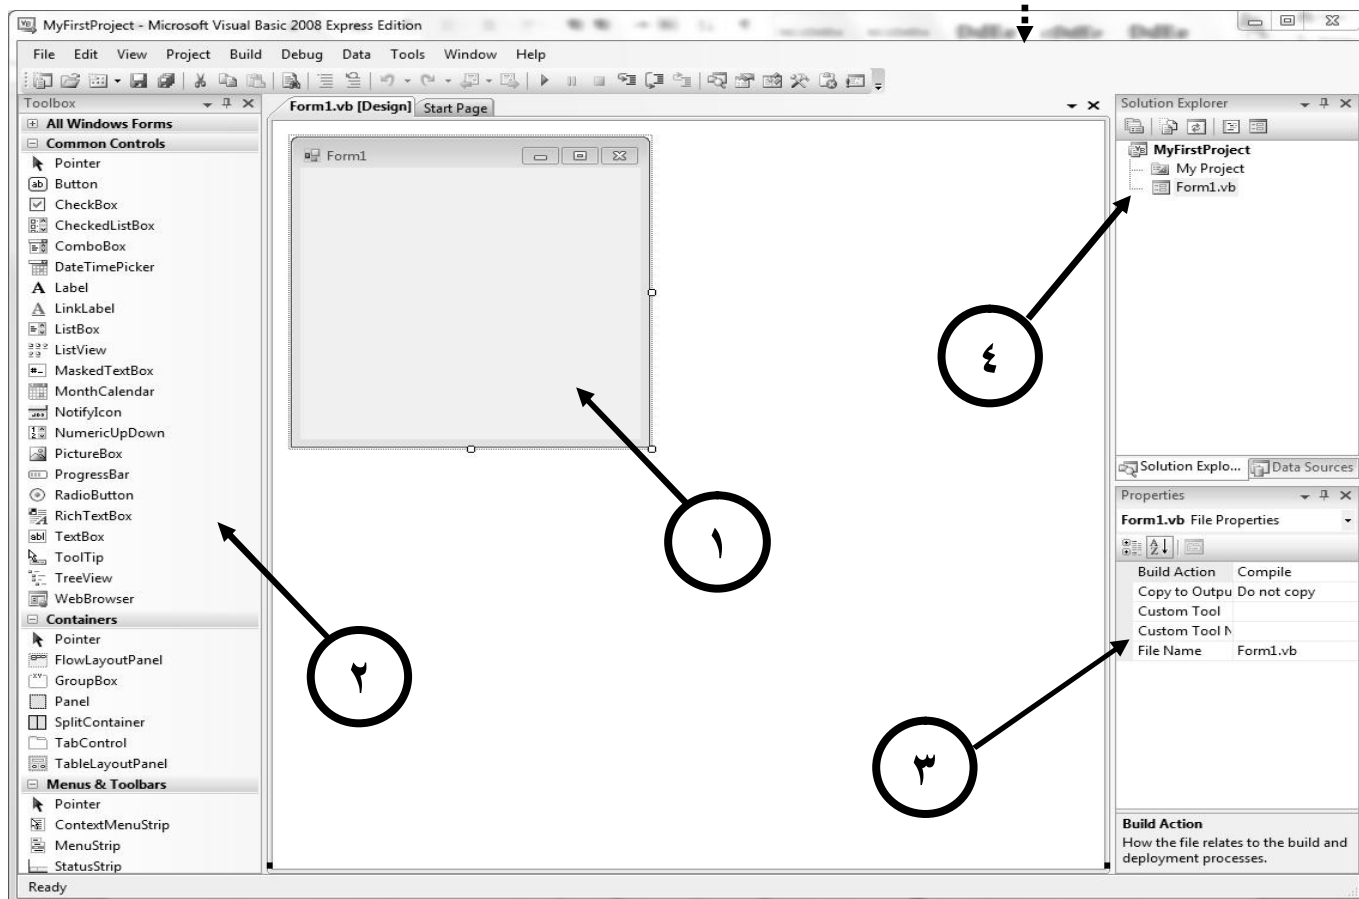 MyFirstProject - Microsoft Visual Basic 2008 Express Edition
File Edit View Project Build Debug Data Tools Window Help
Toolbox
All Windows Forms
Common Controls
Pointer
Button
CheckBox
CheckedListBox
ComboBox
DateTimePicker
Label
LinkLabel
ListBox
ListView
MaskedTextBox
MonthCalendar
NotifyIcon
NumericUpDown
PictureBox
ProgressBar
RadioButton
RichTextBox
TextBox
ToolTip
TreeView
WebBrowser
Containers
Pointer
FlowLayoutPanel
GroupBox
Panel
SplitContainer
TabControl
TableLayoutPanel
Menus & Toolbars
Pointer
ContextMenuStrip
MenuStrip
StatusStrip
Form1.vb [Design] Start Page
Form1
١
٢
٣
٤
Solution Explorer
MyFirstProject
My Project
Form1.vb
Solution Explo... Data Sources
Properties
Form1.vb File Properties
Build Action Compile
Copy to Outpu Do not copy
Custom Tool
Custom Tool N
File Name Form1.vb
Build Action
How the file relates to the build and
deployment processes.
Ready